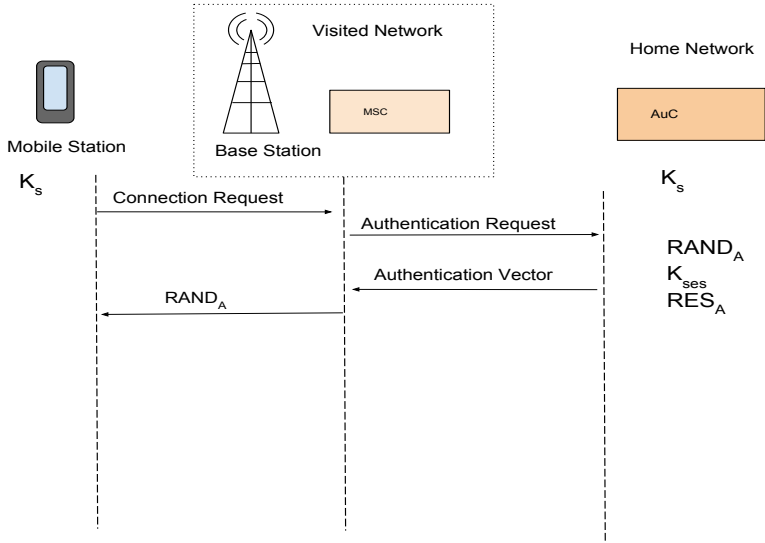 Visited Network
Home Network
MSC
AuC
Mobile Station
Base Station
K_s
K_s
Connection Request
Authentication Request
RAND_A
Authentication Vector
K_ses
RAND_A
RES_A